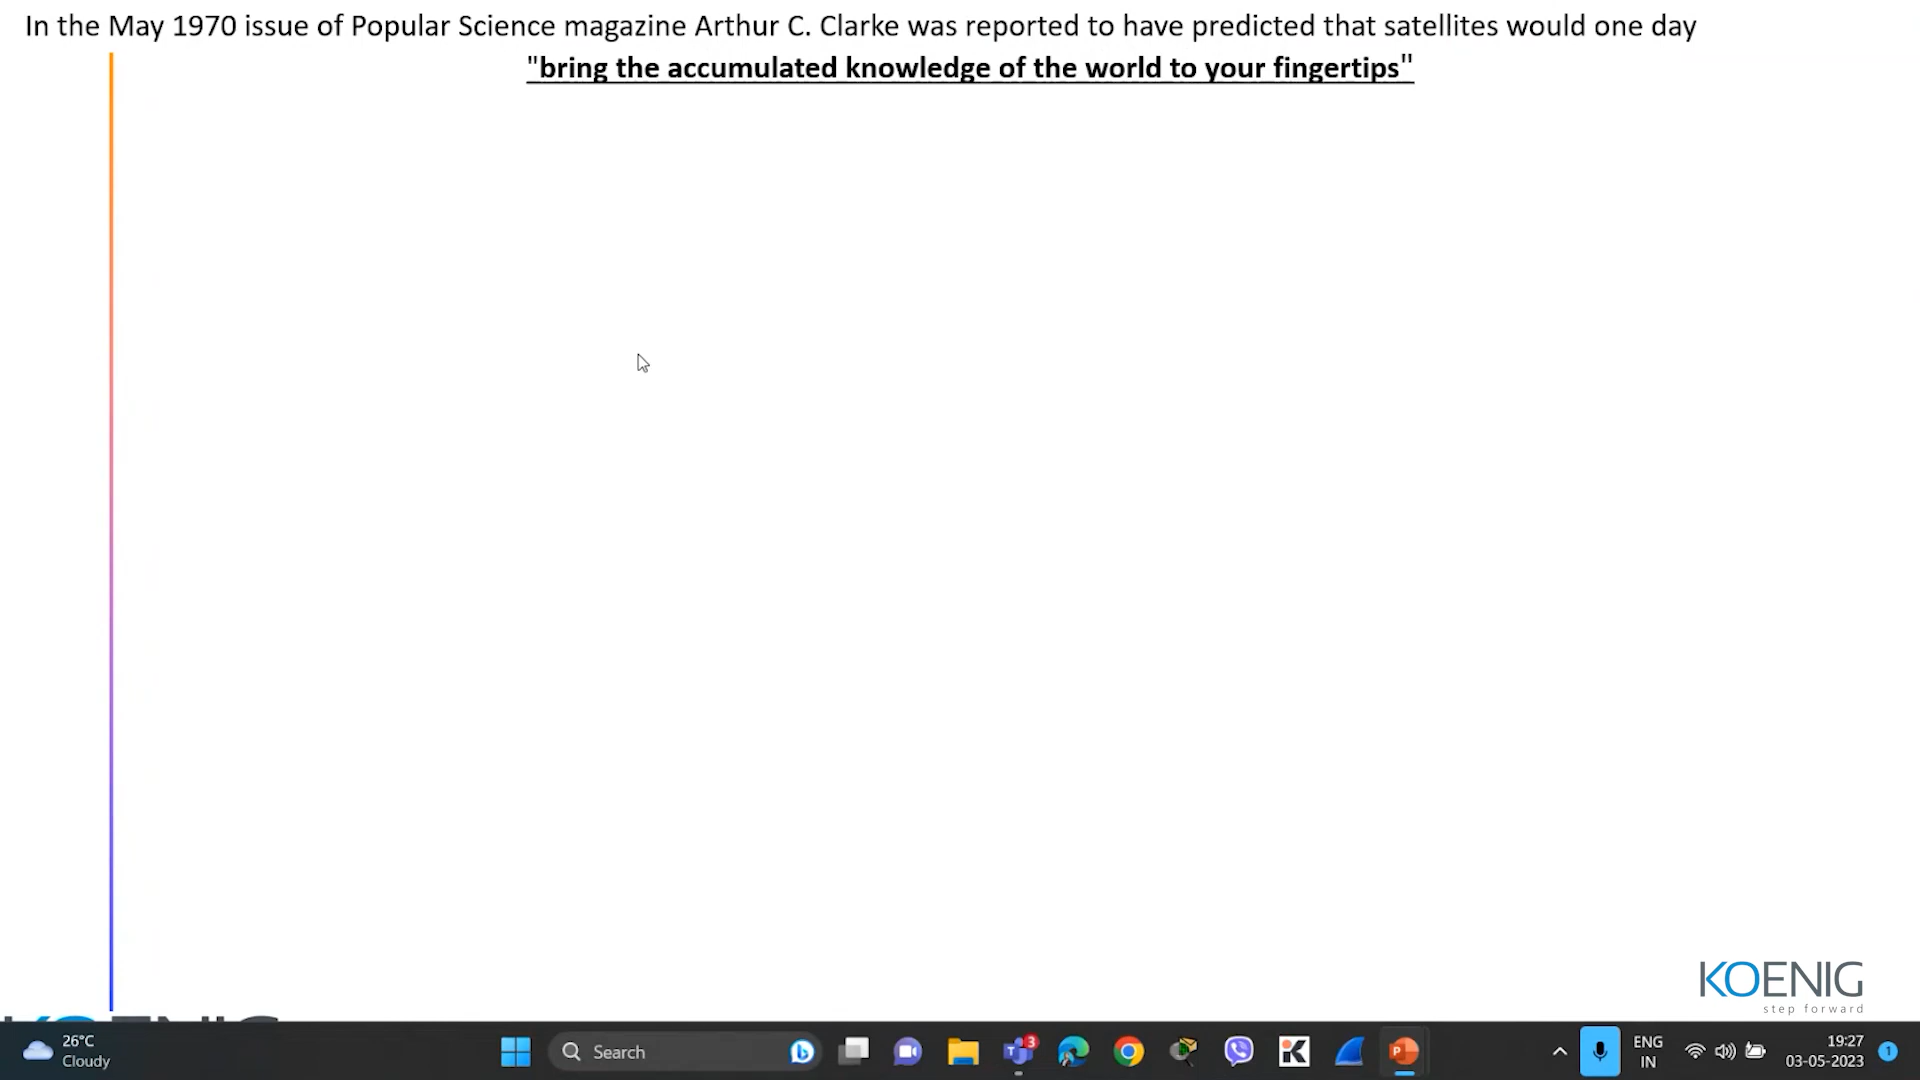 In the May 1970 issue of Popular Science magazine Arthur C. Clarke was reported to have predicted that satellites would one day
"bring the accumulated knowledge of the world to your fingertips"
KOENIG
step forward
26°C
Cloudy
Search
3
ENG
IN
19:27
03-05-2023
1